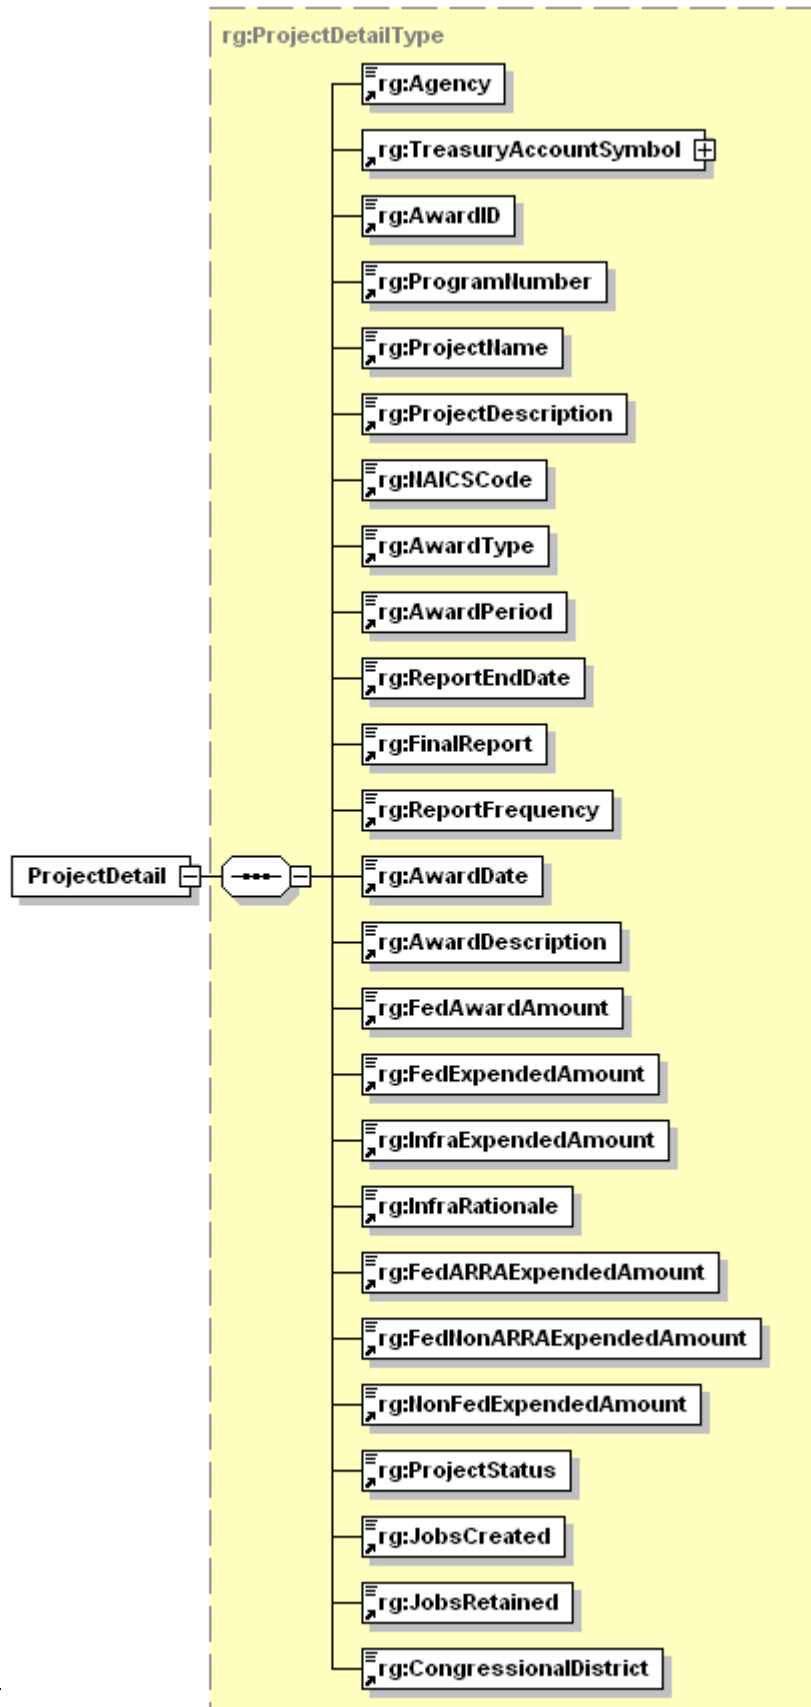 rg:ProjectDetailType
rg:Agency
rg:TreasuryAccountSymbol
rg:AwardID
rg:ProgramNumber
rg:ProjectName
rg:ProjectDescription
rg:NAICSCode
rg:AwardType
rg:AwardPeriod
rg:ReportEndDate
rg:FinalReport
rg:ReportFrequency
ProjectDetail
rg:AwardDate
rg:AwardDescription
rg:FedAwardAmount
rg:FedExpendedAmount
rg:InfraExpendedAmount
rg:InfraRationale
rg:FedARRAExpendedAmount
rg:FedNonARRAExpendedAmount
rg:NonFedExpendedAmount
rg:ProjectStatus
rg:JobsCreated
rg:JobsRetained
rg:CongressionalDistrict